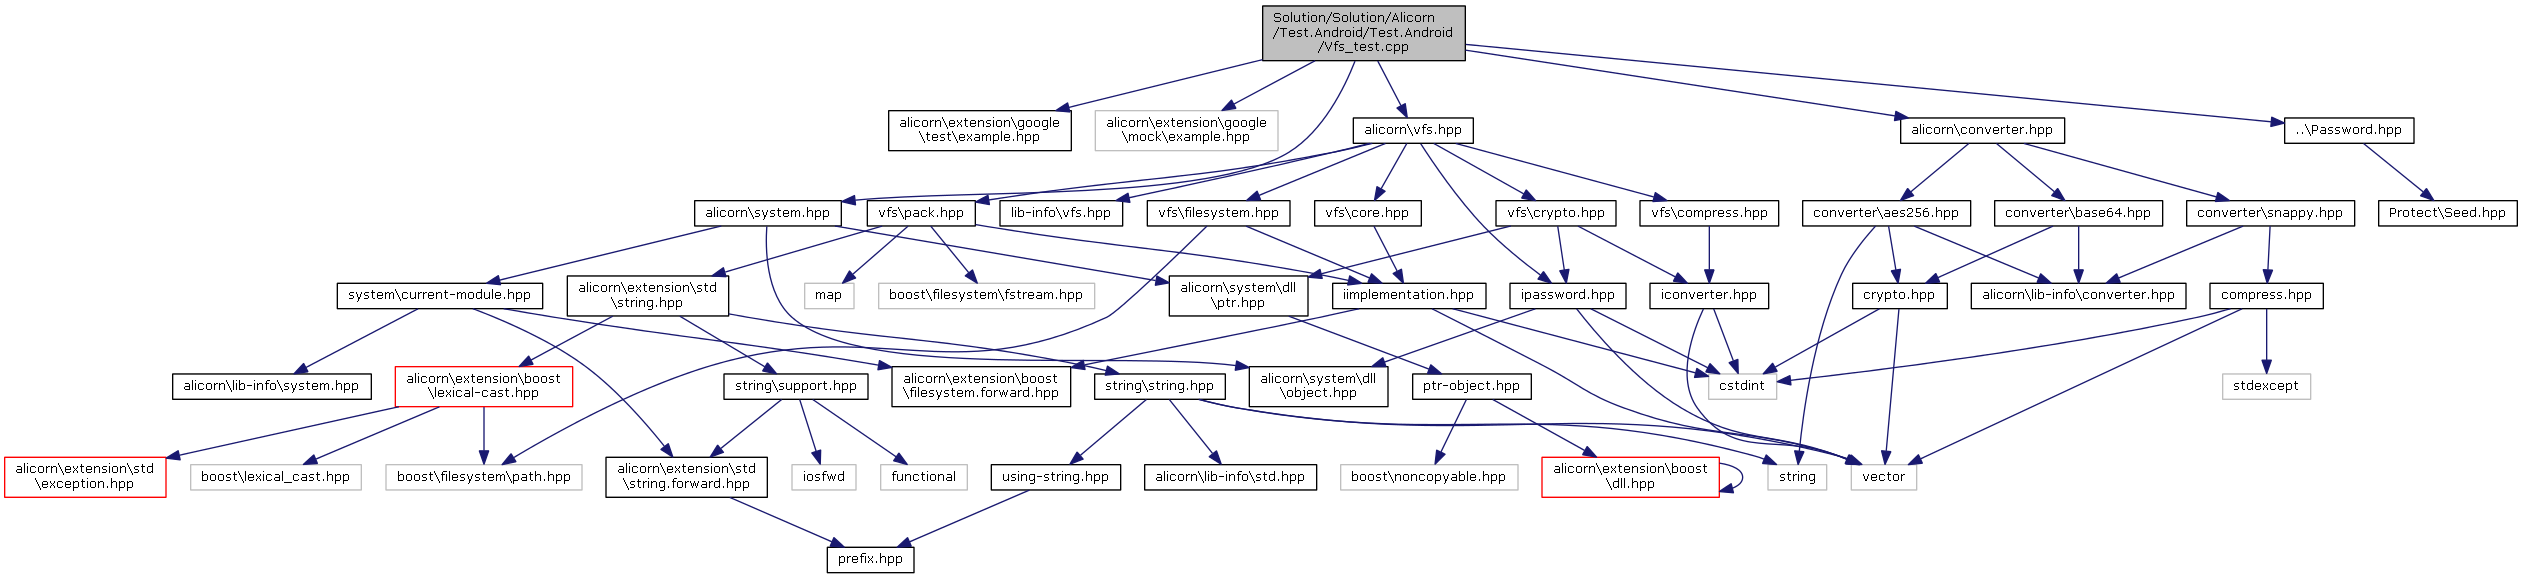 Solution/Solution/Alicorn
/Test.Android/Test.Android
/Vfs_test.cpp
alicorn\extension\google
\test\example.hpp
alicorn\extension\google
\mock\example.hpp
alicorn\vfs.hpp
alicorn\converter.hpp
..\Password.hpp
alicorn\system.hpp
vfs\pack.hpp
lib-info\vfs.hpp
vfs\filesystem.hpp
vfs\core.hpp
vfs\crypto.hpp
vfs\compress.hpp
converter\aes256.hpp
converter\base64.hpp
converter\snappy.hpp
Protect\Seed.hpp
system\current-module.hpp
alicorn\extension\std
\string.hpp
map
boost\filesystem\fstream.hpp
alicorn\system\dll
\ptr.hpp
iimplementation.hpp
ipassword.hpp
iconverter.hpp
crypto.hpp
alicorn\lib-info\converter.hpp
compress.hpp
alicorn\lib-info\system.hpp
alicorn\extension\boost
\lexical-cast.hpp
string\support.hpp
alicorn\extension\boost
\filesystem.forward.hpp
string\string.hpp
alicorn\system\dll
\object.hpp
ptr-object.hpp
cstdint
stdexcept
alicorn\extension\std
\exception.hpp
boost\lexical_cast.hpp
boost\filesystem\path.hpp
alicorn\extension\std
\string.forward.hpp
iosfwd
functional
using-string.hpp
alicorn\lib-info\std.hpp
boost\noncopyable.hpp
alicorn\extension\boost
\dll.hpp
string
vector
prefix.hpp